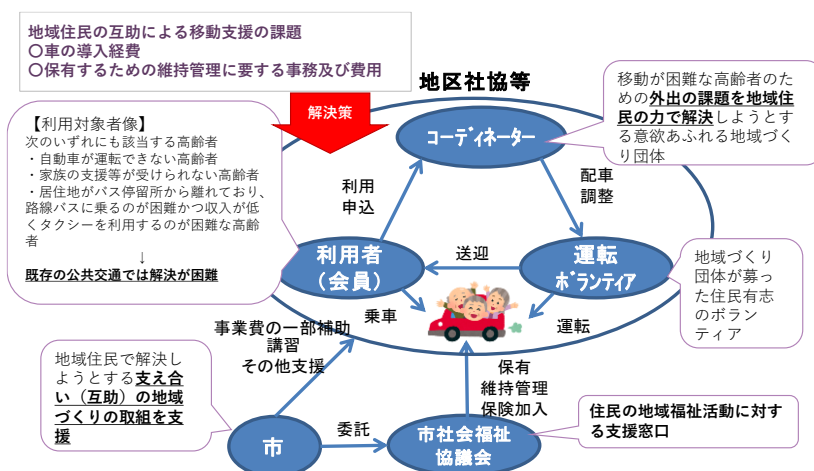 地域住民の互助による移動支援の課題
〇車の導入経費
〇保有するための維持管理に要する事務及び費用
解決策
地区社協等
移動が困難な高齢者のた
めの外出の課題を地域住
民の力で解決しようとす
る意欲あふれる地域づく
り団体
【利用対象者像】
次のいずれにも該当する高齢者
・自動車が運転できない高齢者
・家族の支援等が受けられない高齢者
・居住地がバス停留所から離れており、
路線バスに乗るのが困難かつ収入が低
くタクシーを利用するのが困難な高齢
者
↓
既存の公共交通では解決が困難
コーディネーター
利用
申込
配車
調整
利用者
（会員）
送迎
運転
ボランティア
地域づくり
団体が募っ
た住民有志
のボラン
ティア
乗車
運転
事業費の一部補助
講習
その他支援
地域住民で解決し
ようとする支え合
い（互助）の地域
づくりの取組を支
援
保有
維持管理
保険加入
市
委託
市社会福祉
協議会
住民の地域福祉活動に対す
る支援窓口